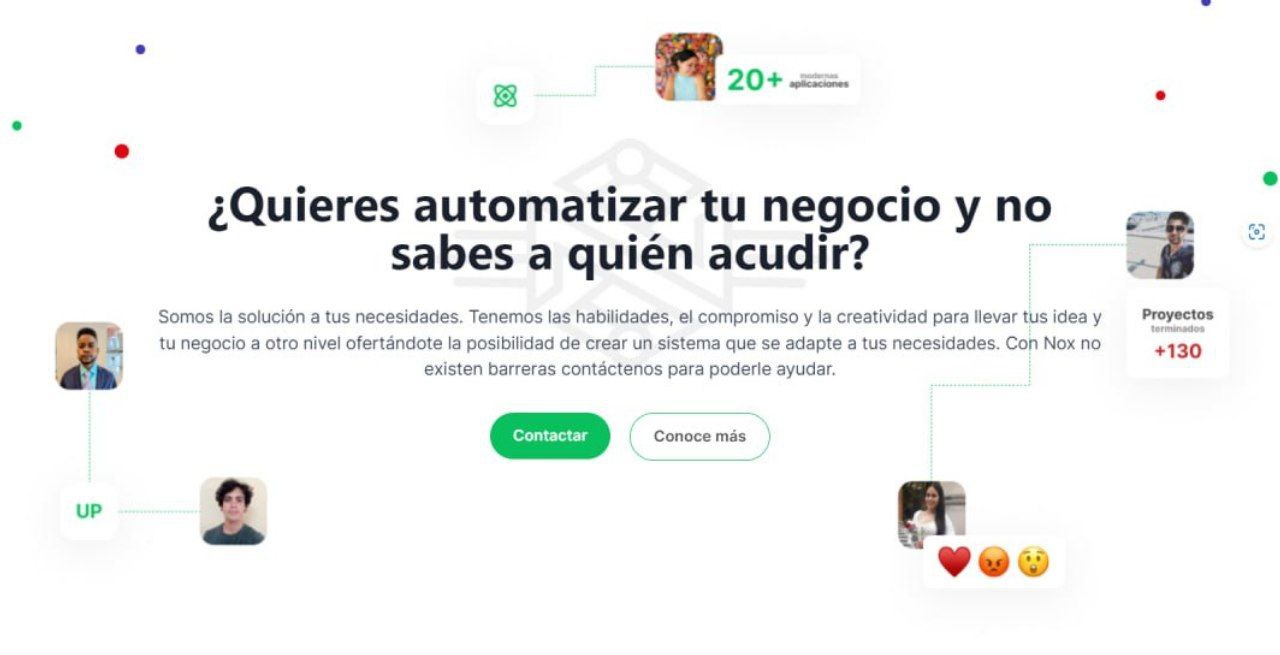 20+
modernas
aplicaciones
¿Quieres automatizar tu negocio y no
sabes a quién acudir?
Somos la solución a tus necesidades. Tenemos las habilidades, el compromiso y la creatividad para llevar tus idea y
tu negocio a otro nivel ofertándote la posibilidad de crear un sistema que se adapte a tus necesidades. Con Nox no
existen barreras contáctenos para poderle ayudar.
Proyectos
terminados
+130
Contactar
Conoce más
UP